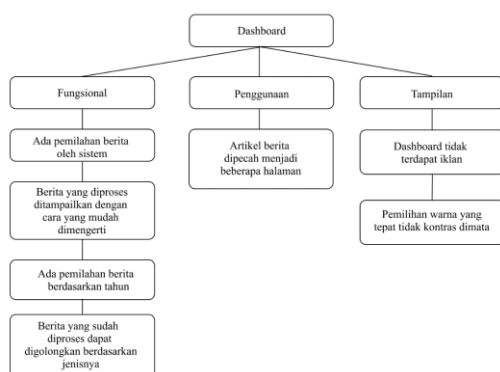 Dashboard
Fungsional
Penggunaan
Tampilan
Ada pemilahan berita
oleh sistem
Berita yang diproses
ditampailkan dengan
cara yang mudah
dimengerti
Ada pemilahan berita
berdasarkan tahun
Berita yang sudah
diproses dapat
digolongkan berdasarkan
jenisnya
Artikel berita
dipecah menjadi
beberapa halaman
Dashboard tidak
terdapat iklan
Pemilihan warna yang
tepat tidak kontras dimata